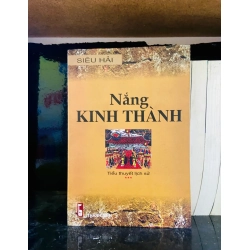 SIÊU HẢI
Nắng
KINH THÀNH
Tiểu thuyết lịch sử